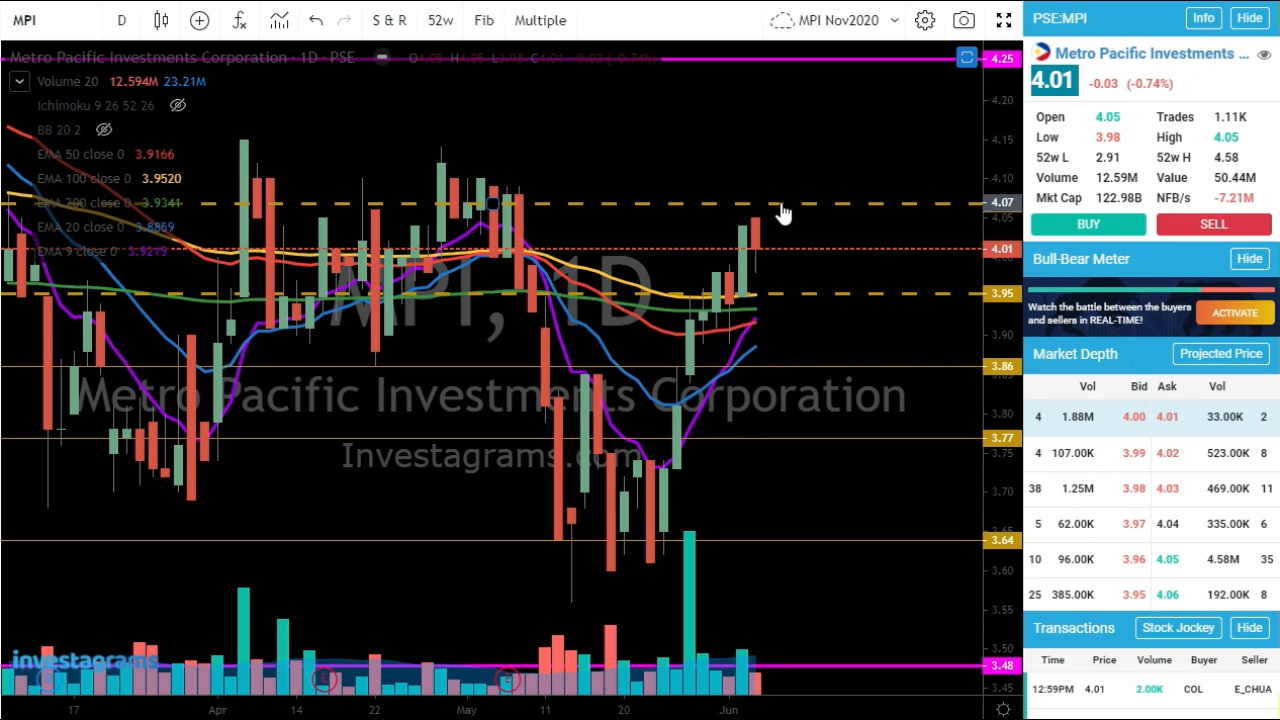 MPI D S & R 52w Fib Multiple MPI Nov2020
Metro Pacific Investments Corporation · 1D · PSE O4.05 H4.05 L3.98 C4.01 -0.03 (-0.74%)
Volume 20 12.594M 23.21M
Ichimoku 9 26 52 26
BB 20 2
EMA 50 close 0 3.9166
EMA 100 close 0 3.9520
EMA 200 close 0 3.9341
EMA 20 close 0 3.8859
EMA 9 close 0 3.9215
MPI, 1D
Metro Pacific Investments Corporation
Investagrams.com
investagrams
4.25
4.20
4.15
4.10
4.07
4.05
4.01
3.95
3.90
3.86
3.80
3.77
3.75
3.70
3.64
3.60
3.55
3.50
3.48
3.45
17 Apr 14 22 May 11 20 Jun
PSE:MPI Info Hide
Metro Pacific Investments ...
4.01 -0.03 (-0.74%)
Open 4.05 Trades 1.11K
Low 3.98 High 4.05
52w L 2.91 52w H 4.58
Volume 12.59M Value 50.44M
Mkt Cap 122.98B NFB/s -7.21M
BUY SELL
Bull-Bear Meter Hide
Watch the battle between the buyers
and sellers in REAL-TIME!
ACTIVATE
Market Depth Projected Price
Vol Bid Ask Vol
4 1.88M 4.00 4.01 33.00K 2
4 107.00K 3.99 4.02 523.00K 8
38 1.25M 3.98 4.03 469.00K 11
5 62.00K 3.97 4.04 335.00K 6
10 96.00K 3.96 4.05 4.58M 35
25 385.00K 3.95 4.06 192.00K 8
Transactions Stock Jockey Hide
Time Price Volume Buyer Seller
12:59PM 4.01 2.00K COL E_CHUA